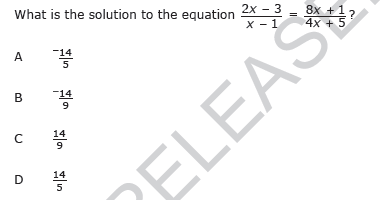 What is the solution to the equation (2x − 3)/(x − 1) = (8x + 1)/(4x + 5)?
A ⁻14/5
B ⁻14/9
C 14/9
D 14/5
RELEASE